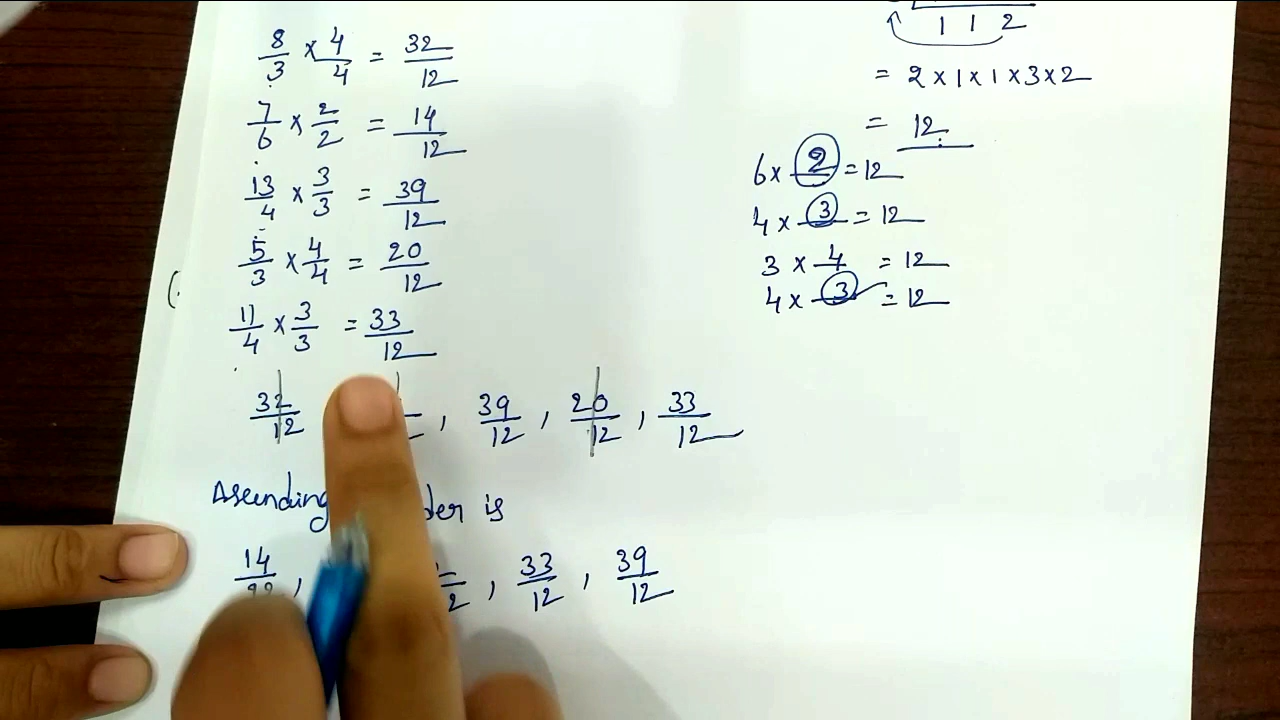 8/3 × 4/4 = 32/12
7/6 × 2/2 = 14/12
13/4 × 3/3 = 39/12
5/3 × 4/4 = 20/12
11/4 × 3/3 = 33/12
32/12 , 39/12 , 20/12 , 33/12
Ascending is
14/ , , 33/12 , 39/12
1 1 2
= 2 × 1 × 1 × 3 × 2
= 12
6 × 2 = 12
4 × 3 = 12
3 × 4 = 12
4 × 3 = 12